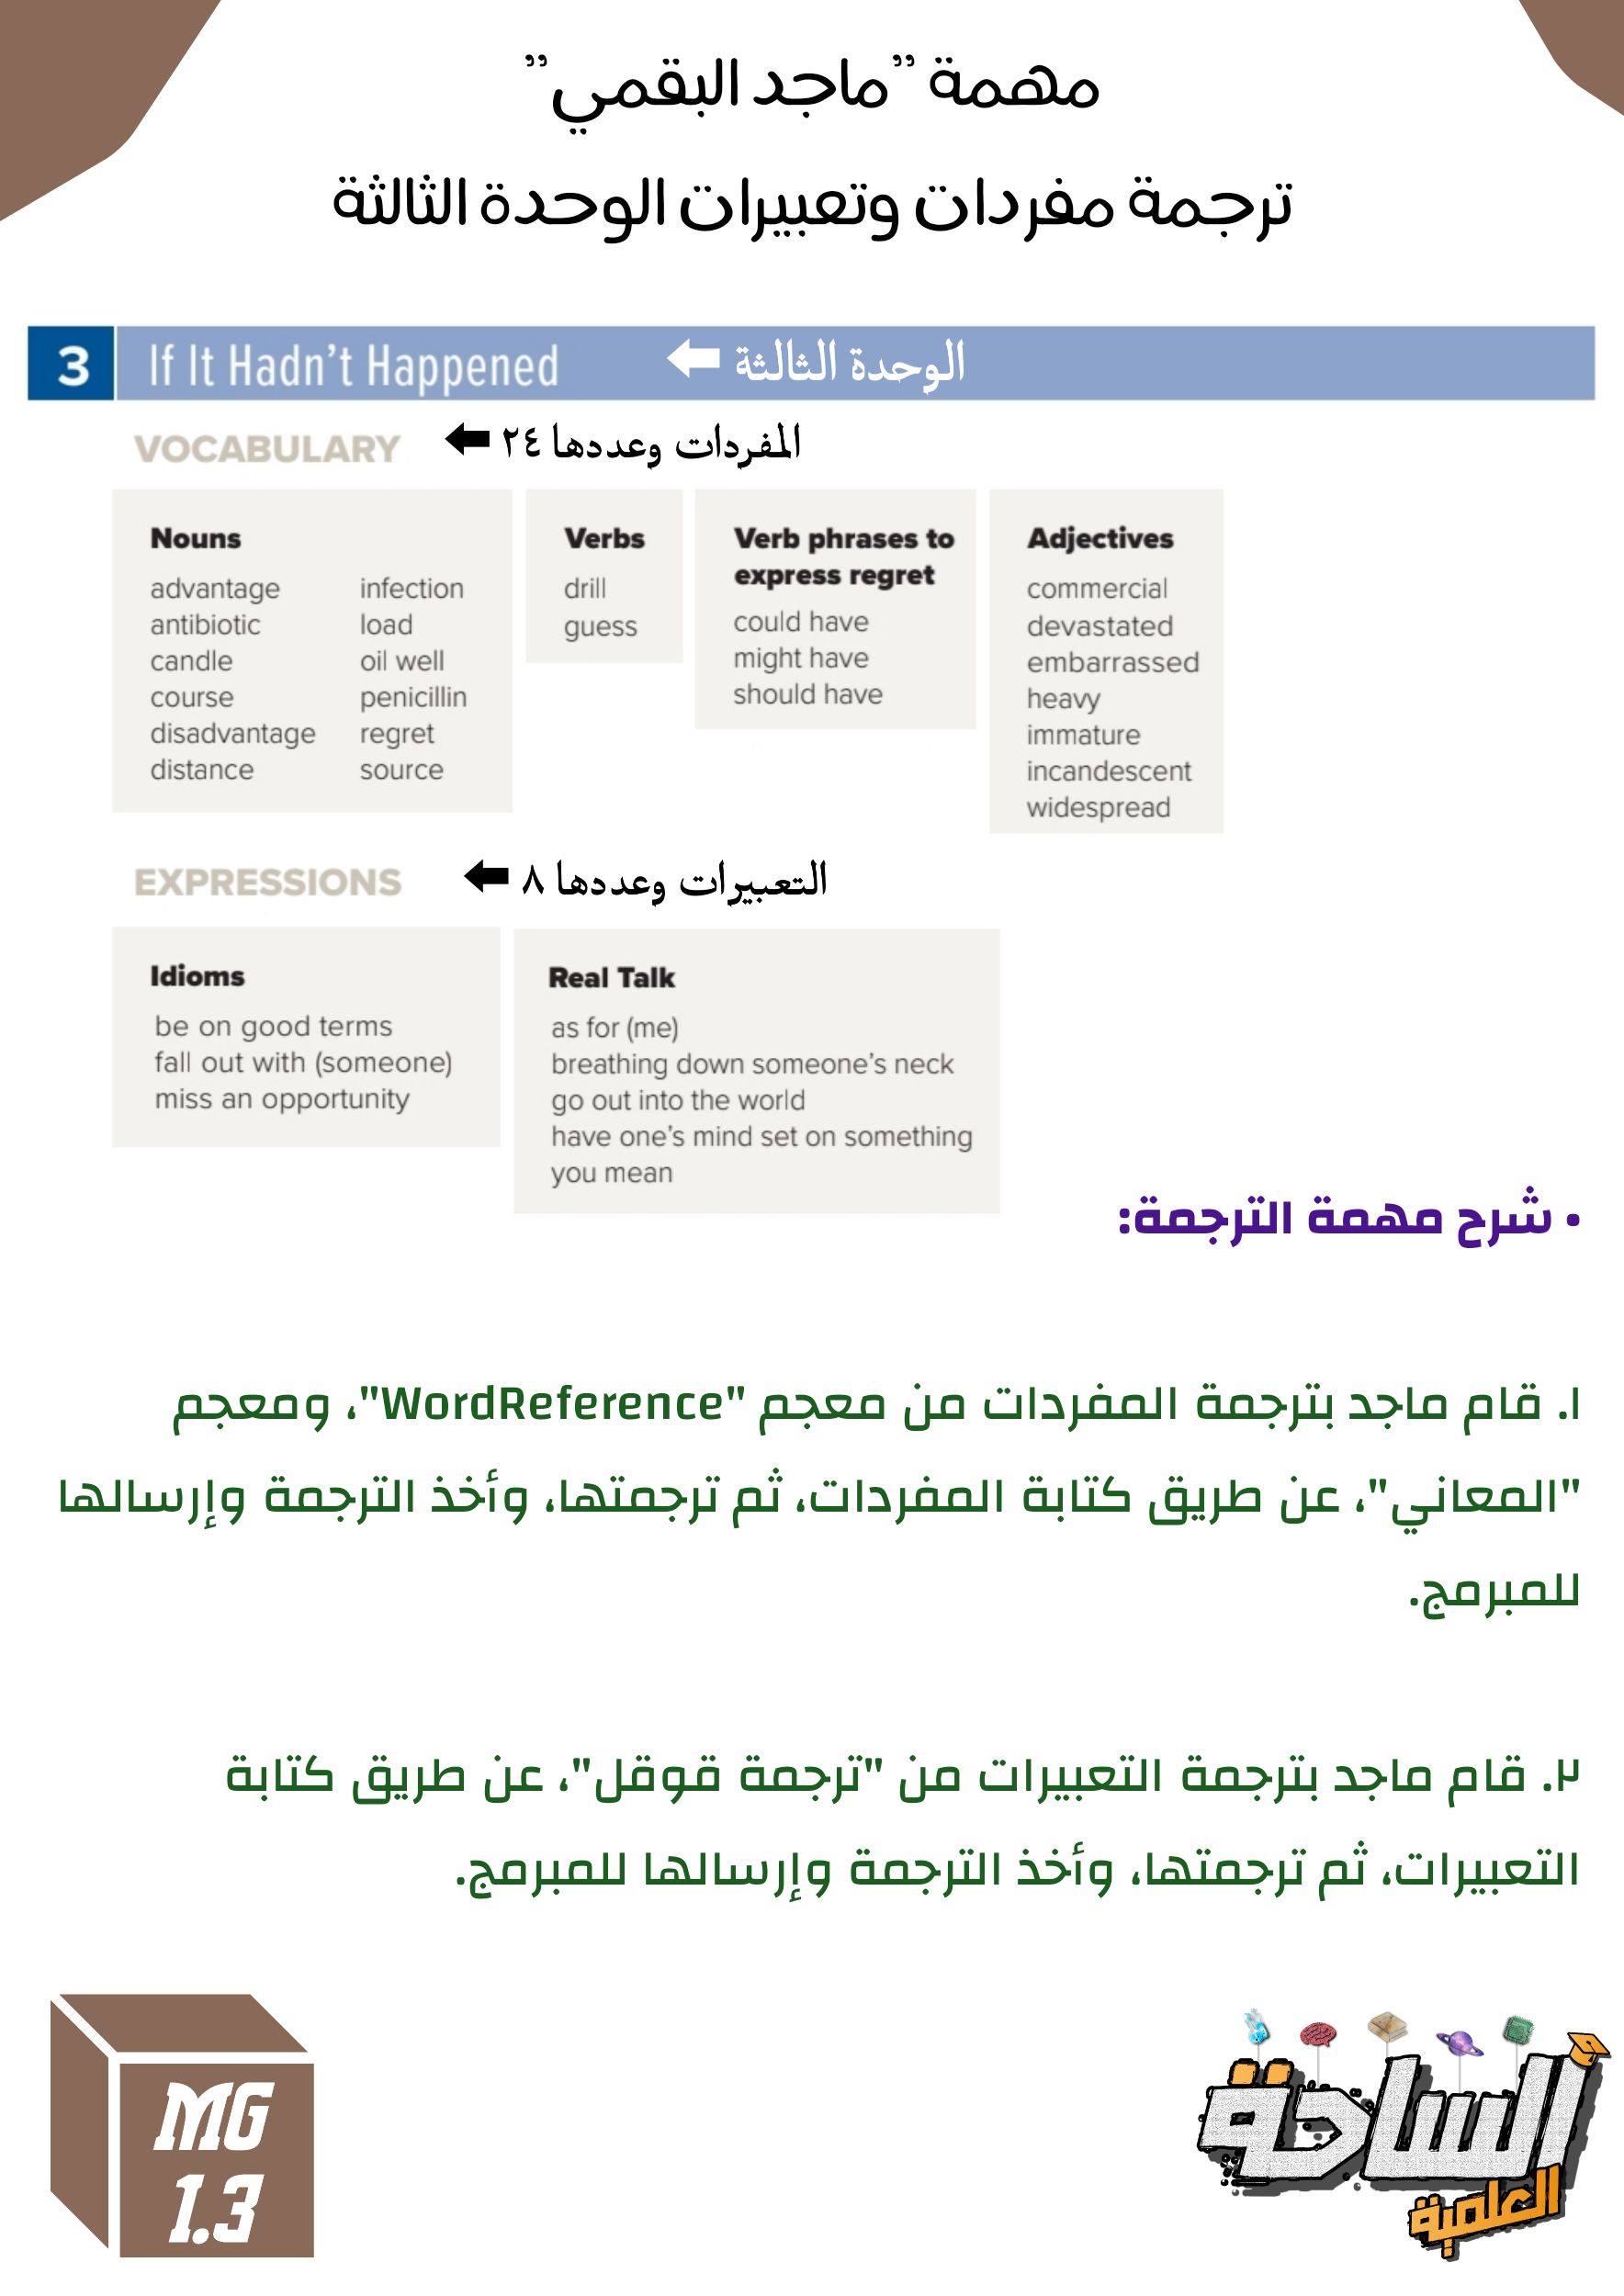 مهمة "ماجد البقمي"
ترجمة مفردات وتعبيرات الوحدة الثالثة
3 If It Hadn't Happened ⬅ الوحدة الثالثة
VOCABULARY ⬅ المفردات وعددها ٢٤
Nouns
advantage
antibiotic
candle
course
disadvantage
distance
infection
load
oil well
penicillin
regret
source
Verbs
drill
guess
Verb phrases to
express regret
could have
might have
should have
Adjectives
commercial
devastated
embarrassed
heavy
immature
incandescent
widespread
EXPRESSIONS ⬅ التعبيرات وعددها ٨
Idioms
be on good terms
fall out with (someone)
miss an opportunity
Real Talk
as for (me)
breathing down someone's neck
go out into the world
have one's mind set on something
you mean
• شرح مهمة الترجمة:
١. قام ماجد بترجمة المفردات من معجم "WordReference"، ومعجم
"المعاني"، عن طريق كتابة المفردات، ثم ترجمتها، وأخذ الترجمة وإرسالها
للمبرمج.
٢. قام ماجد بترجمة التعبيرات من "ترجمة قوقل"، عن طريق كتابة
التعبيرات، ثم ترجمتها، وأخذ الترجمة وإرسالها للمبرمج.
MG
1.3
الساحة
العلمية